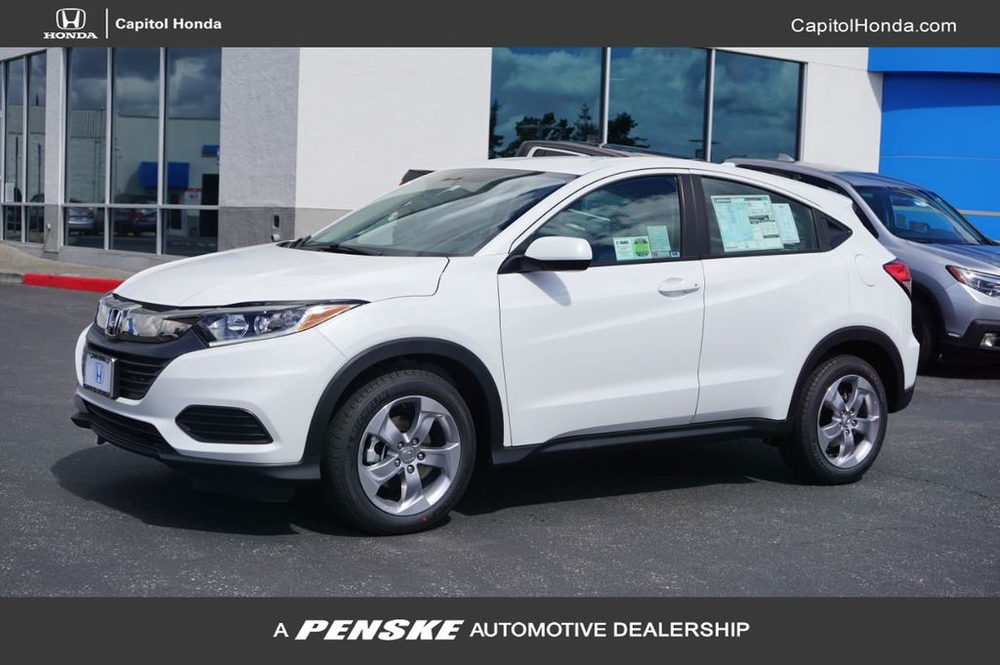 HONDA
Capitol Honda
CapitolHonda.com
A PENSKE AUTOMOTIVE DEALERSHIP